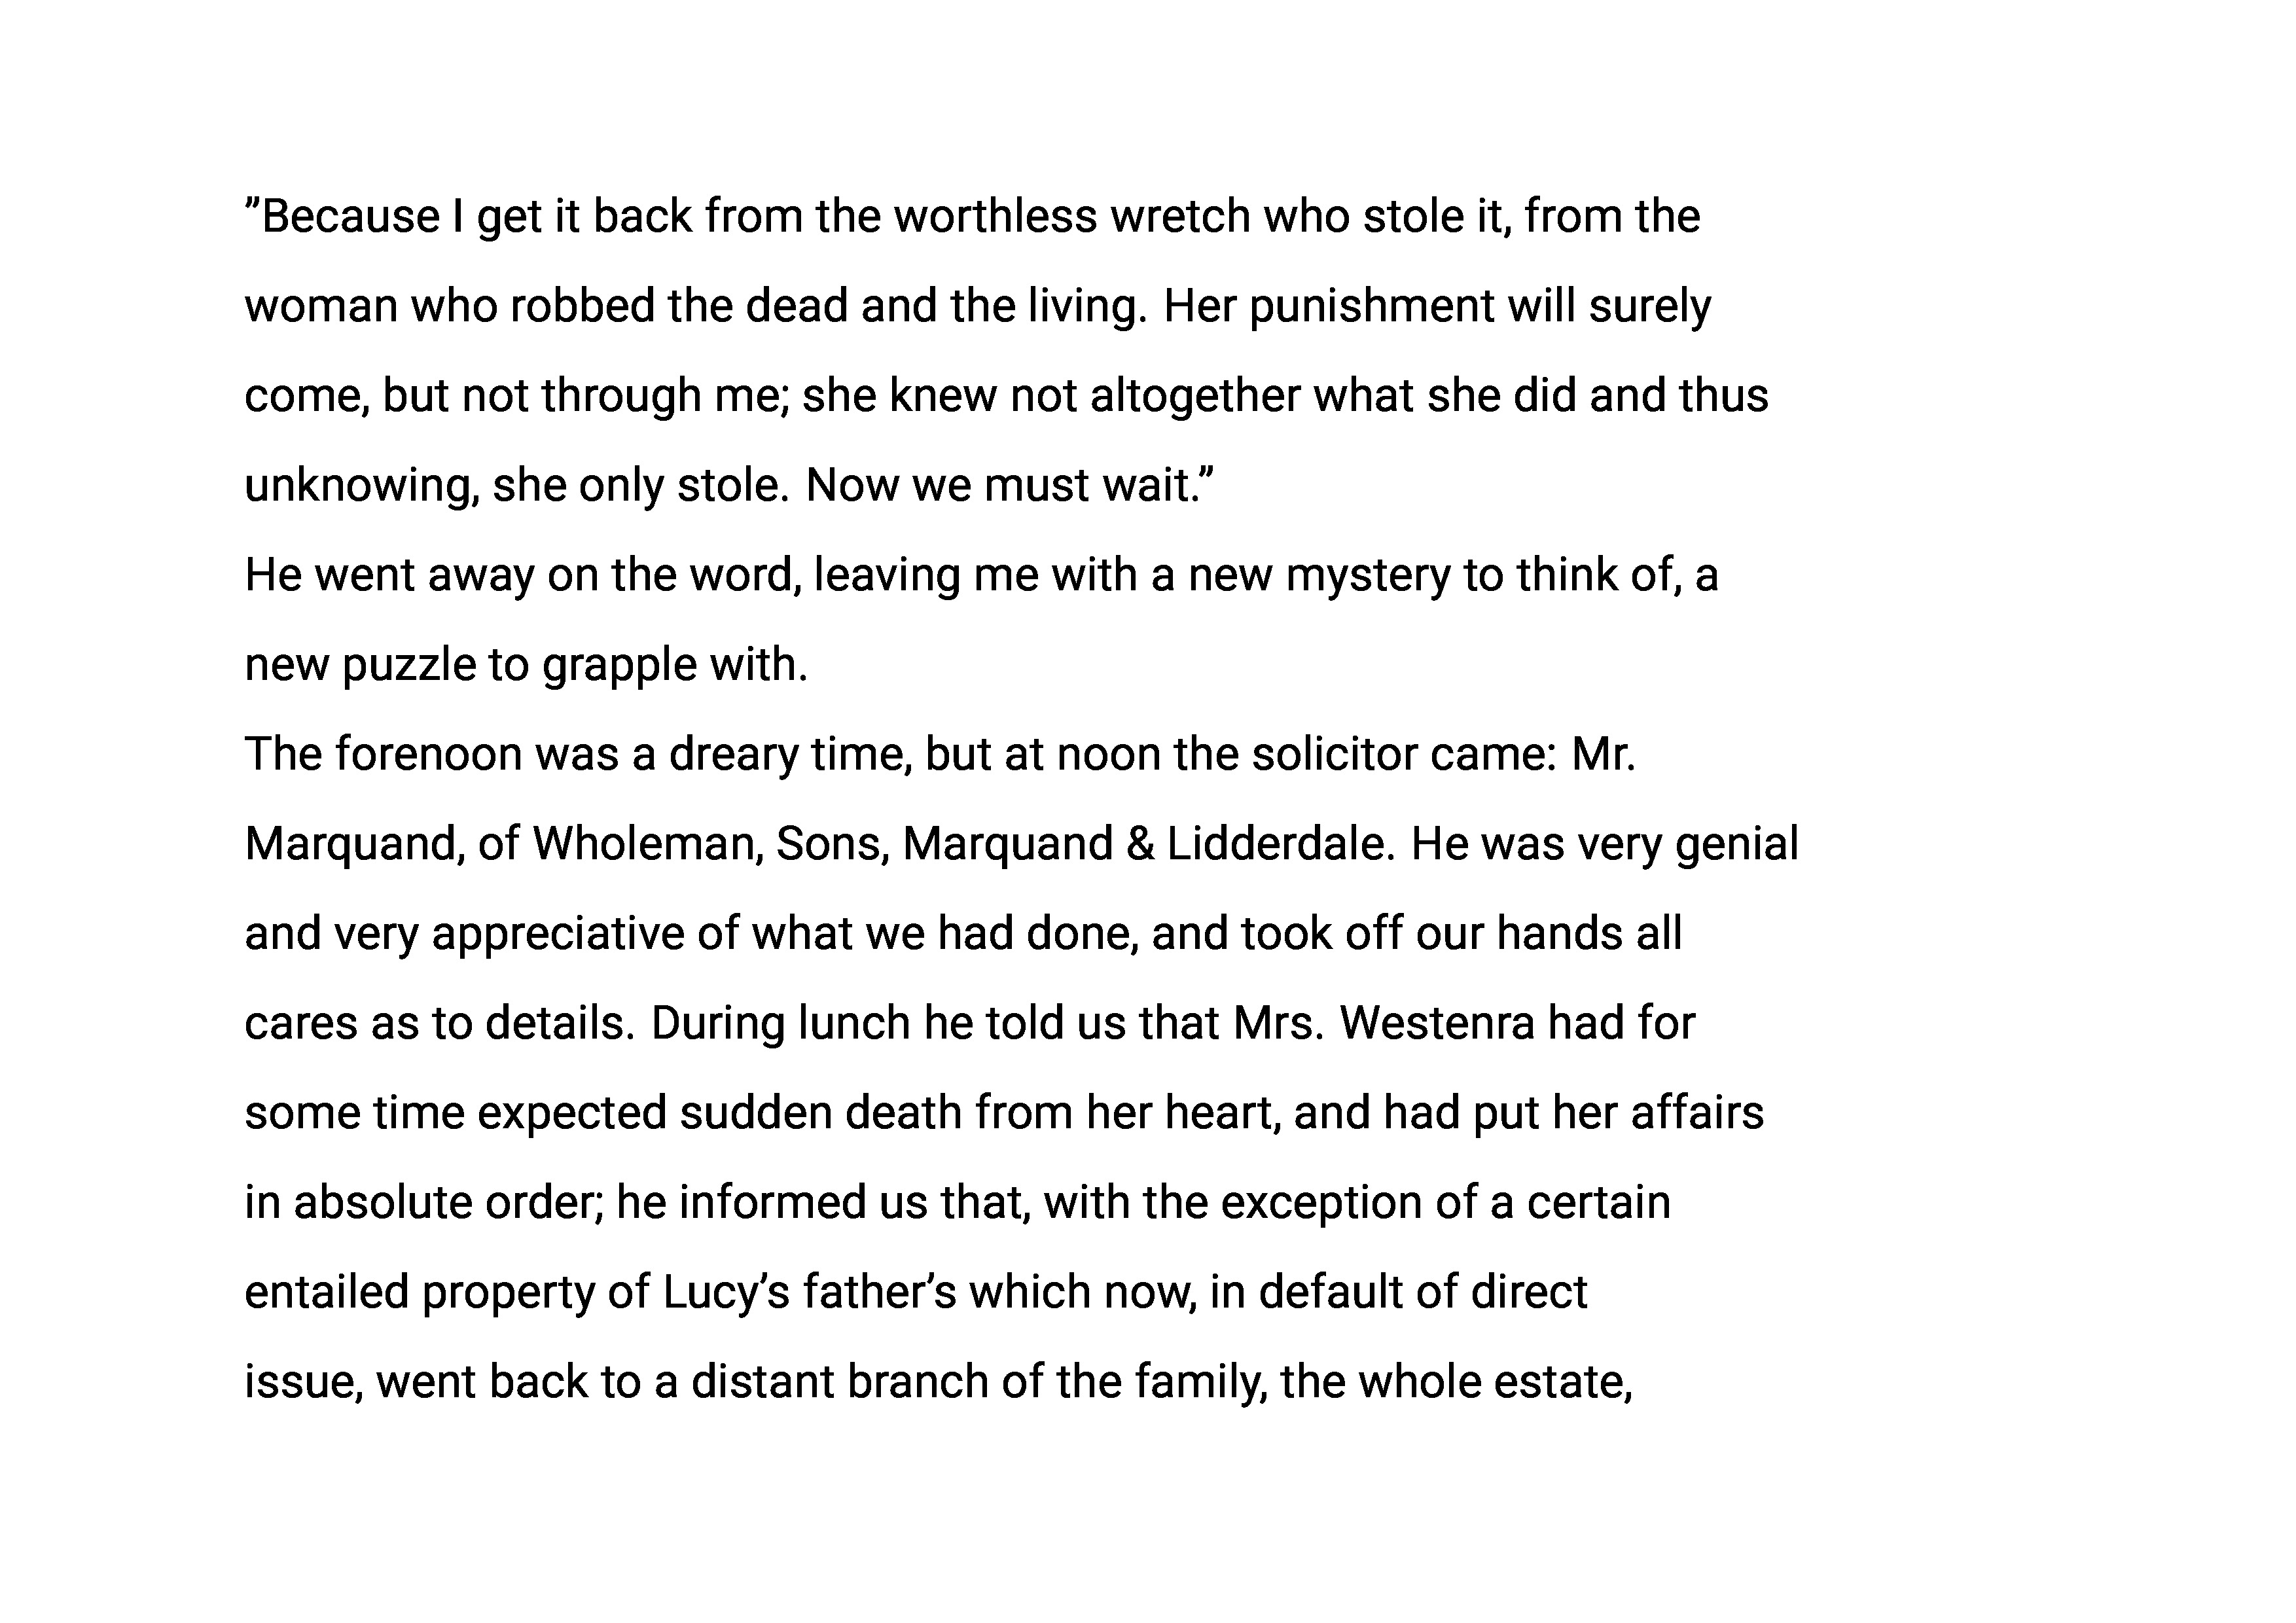 ”Because I get it back from the worthless wretch who stole it, from the
woman who robbed the dead and the living. Her punishment will surely
come, but not through me; she knew not altogether what she did and thus
unknowing, she only stole. Now we must wait.”
He went away on the word, leaving me with a new mystery to think of, a
new puzzle to grapple with.
The forenoon was a dreary time, but at noon the solicitor came: Mr.
Marquand, of Wholeman, Sons, Marquand & Lidderdale. He was very genial
and very appreciative of what we had done, and took off our hands all
cares as to details. During lunch he told us that Mrs. Westenra had for
some time expected sudden death from her heart, and had put her affairs
in absolute order; he informed us that, with the exception of a certain
entailed property of Lucy’s father’s which now, in default of direct
issue, went back to a distant branch of the family, the whole estate,